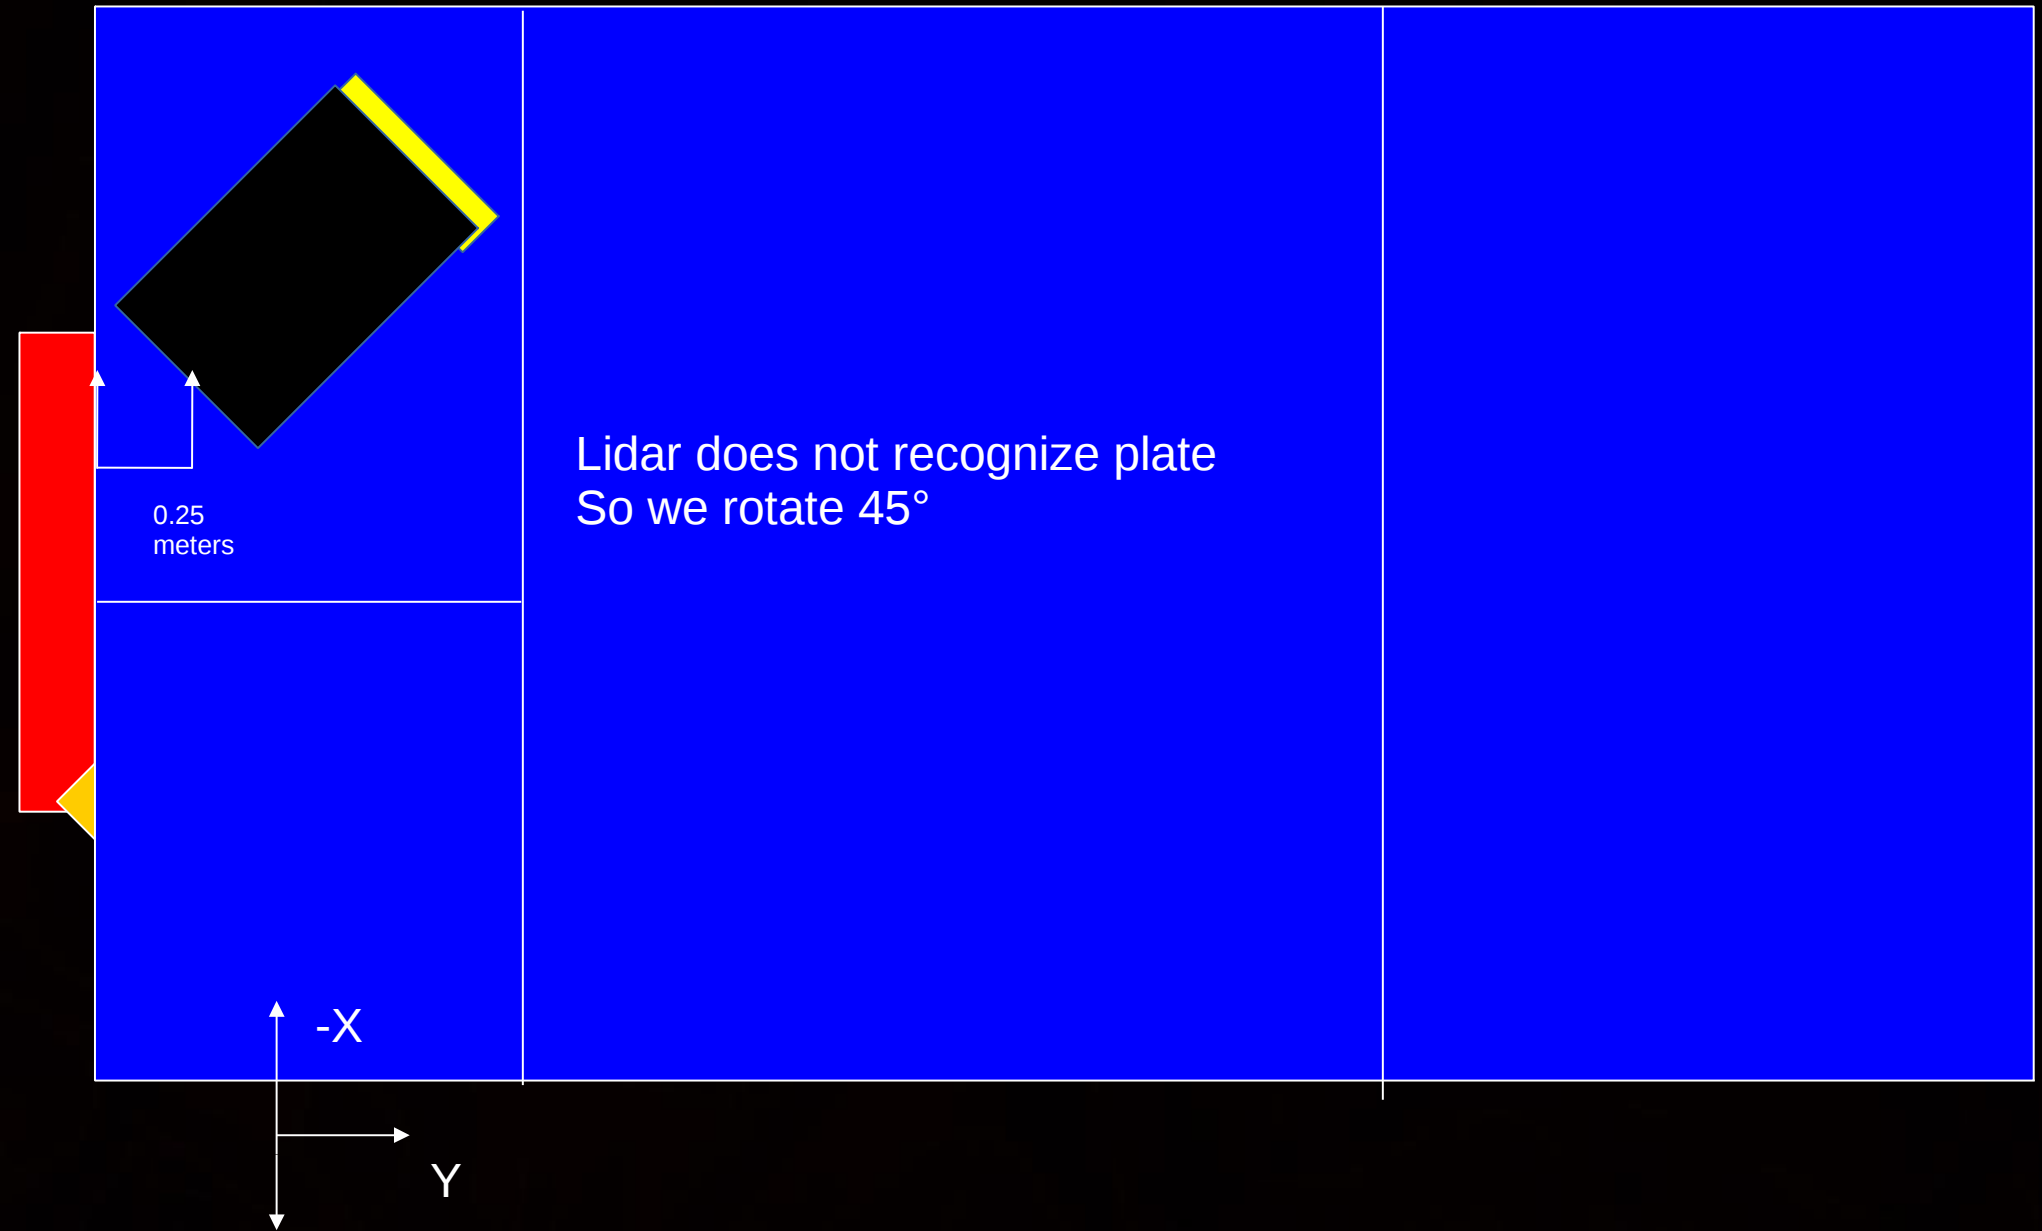 Lidar does not recognize plate
So we rotate 45°
0.25
meters
-X
Y